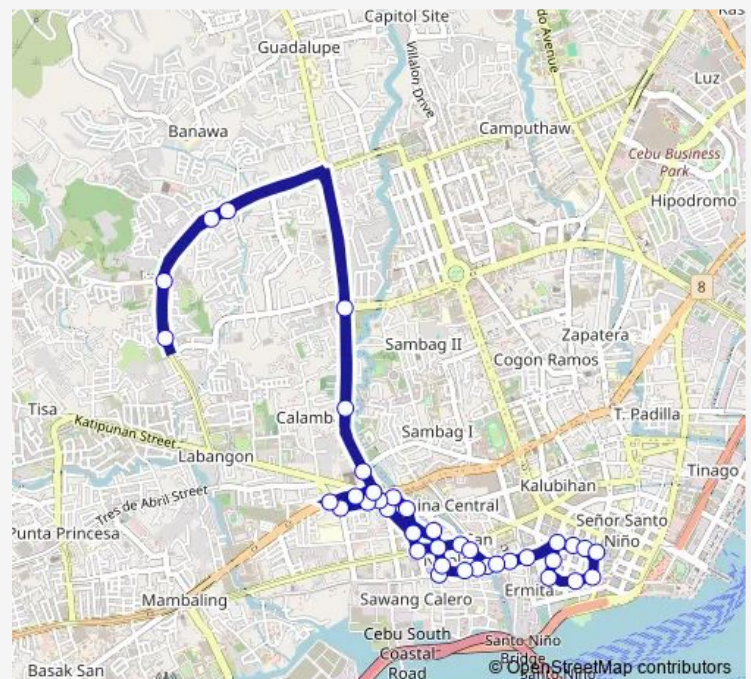 Capitol Site
Guadalupe
Villalon Drive
Luz
Banawa
Camputhaw
Cebu Business
Park
Hipodromo
8
Zapatera
Sambag II
Cogon Ramos
Tisa
Calamb
T. Padilla
Katipunan Street
Sambag I
Labangon
Tinago
Kalubihan
Tres de Abril Street
ina Central
Señor Santo
Niño
Punta Princesa
Ermita
Mambaling
Sawang Calero
Cebu South
Coastal
Road
Santo Niño
Bridge
Basak San
Santo Niño
© OpenStreetMap contributors